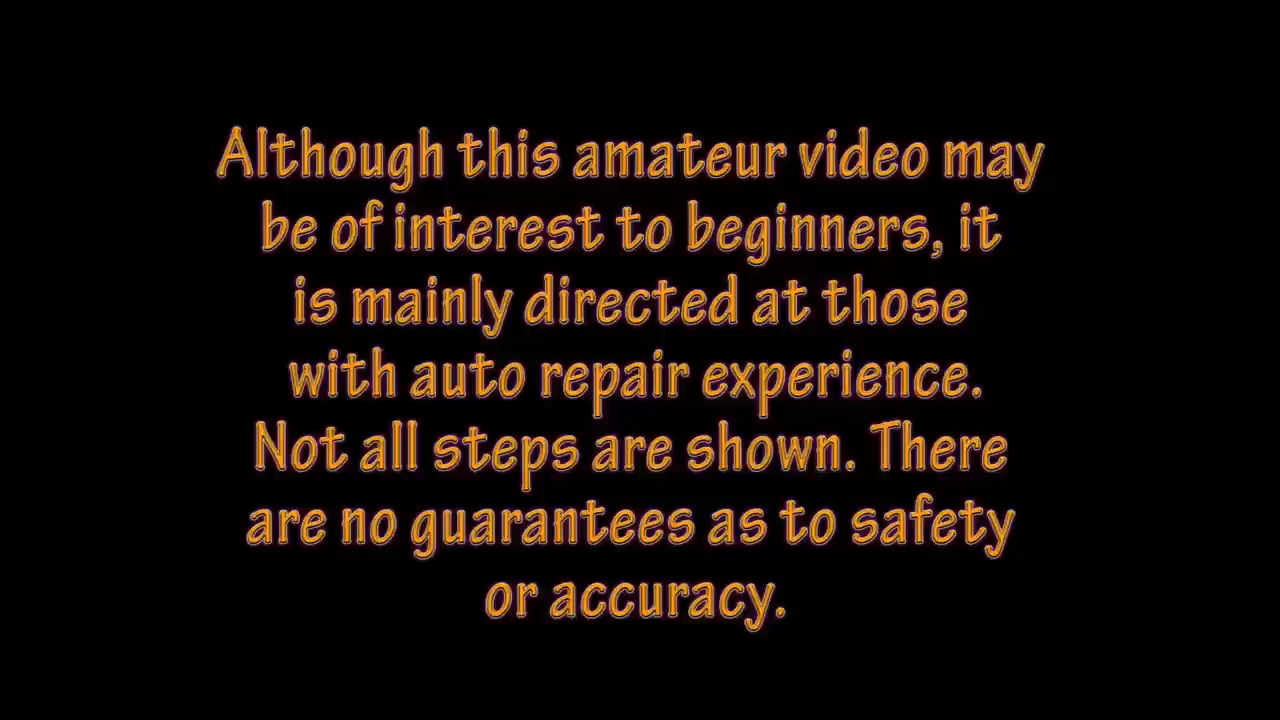 Although this amateur video may
be of interest to beginners, it
is mainly directed at those
with auto repair experience.
Not all steps are shown. There
are no guarantees as to safety
or accuracy.